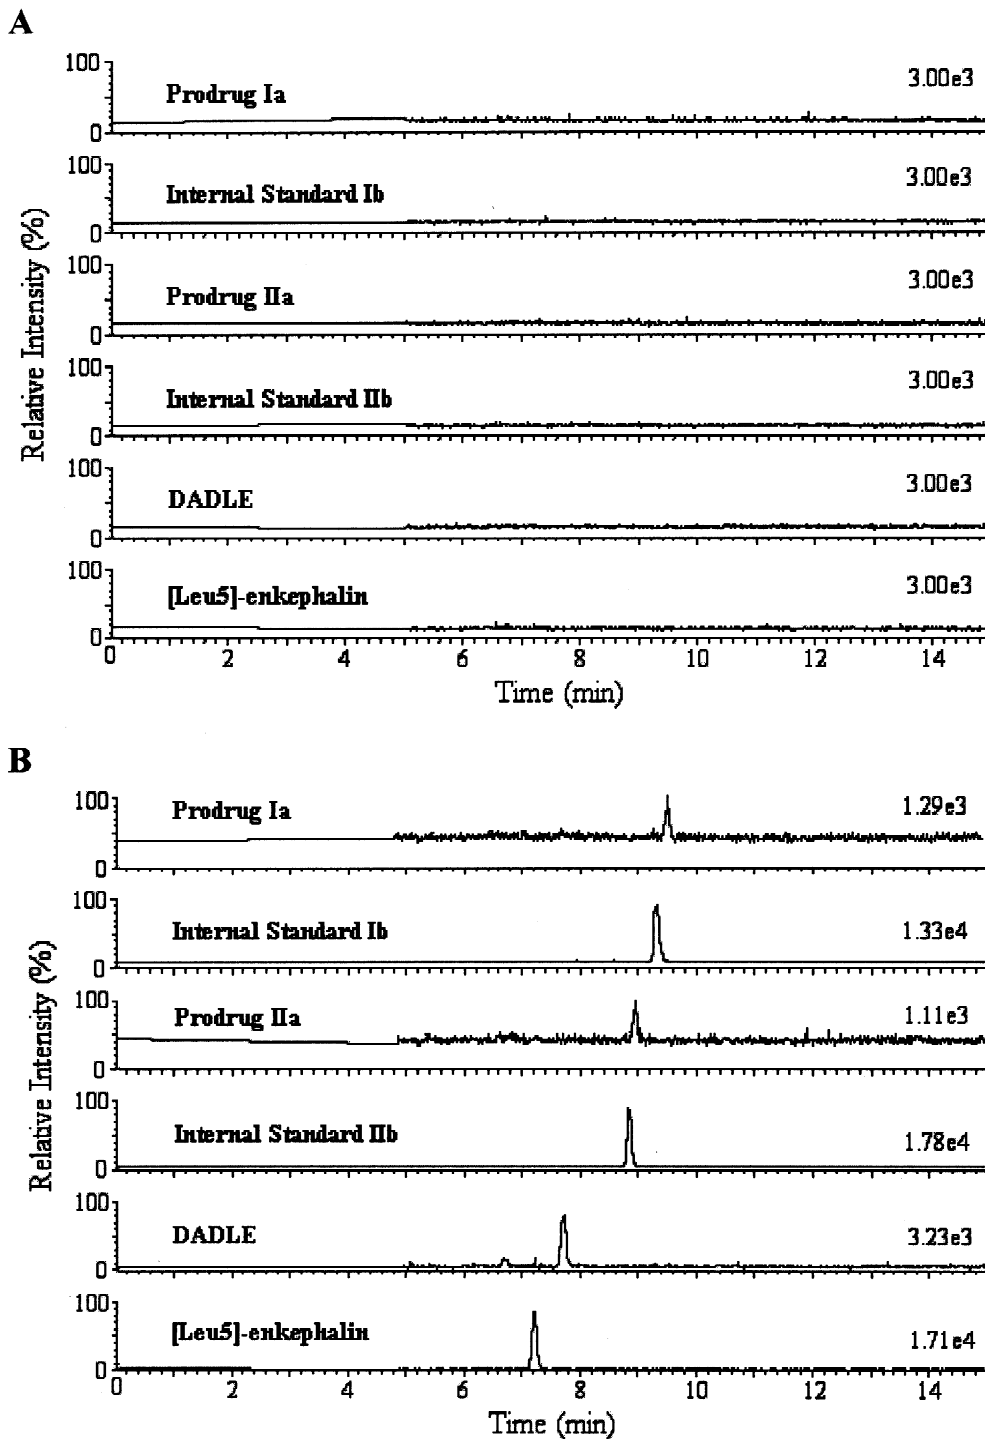 A
100
Prodrug Ia
3.00e3
0
100
Internal Standard Ib
3.00e3
0
100
Prodrug IIa
3.00e3
0
100
Internal Standard IIb
3.00e3
0
100
DADLE
3.00e3
0
100
[Leu5]-enkephalin
3.00e3
0
0 2 4 6 8 10 12 14
Time (min)
Relative Intensity (%)
B
100
Prodrug Ia
1.29e3
0
100
Internal Standard Ib
1.33e4
0
100
Prodrug IIa
1.11e3
0
100
Internal Standard IIb
1.78e4
0
100
DADLE
3.23e3
0
100
[Leu5]-enkephalin
1.71e4
0
0 2 4 6 8 10 12 14
Time (min)
Relative Intensity (%)